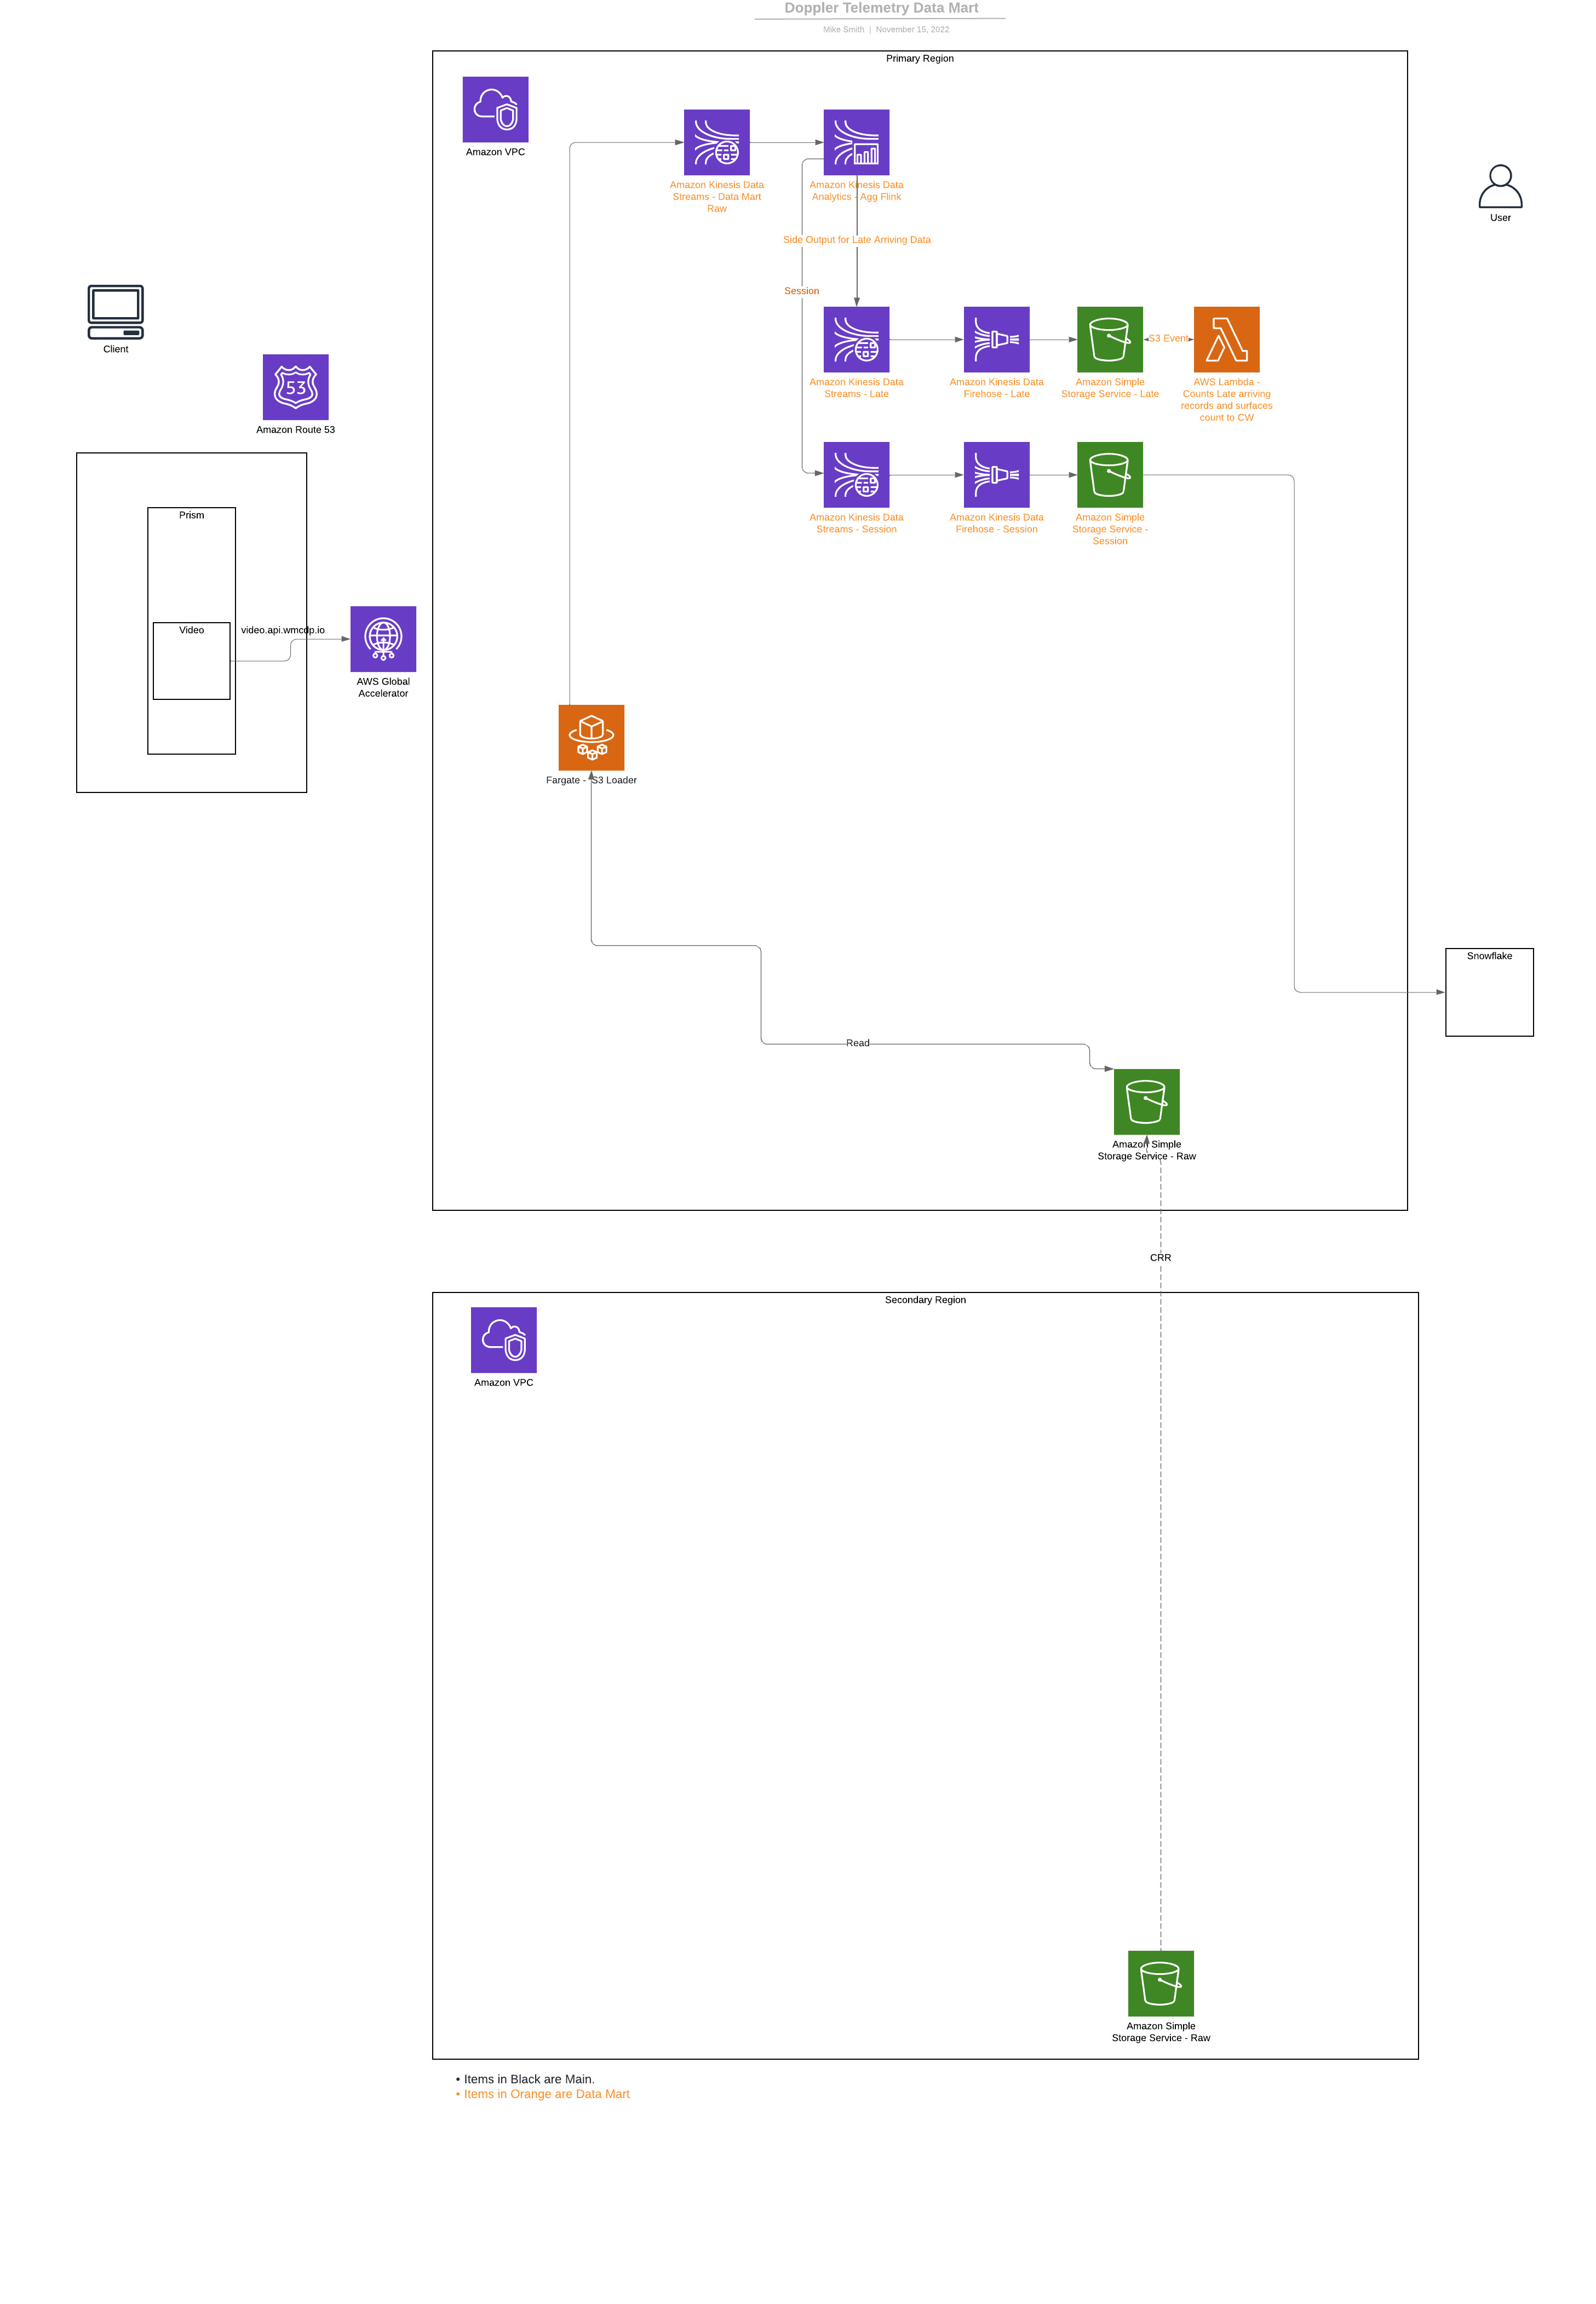 Doppler Telemetry Data Mart
Mike Smith | November 15, 2022
Primary Region
Amazon VPC
Amazon Kinesis Data
Streams - Data Mart
Raw
Amazon Kinesis Data
Analytics - Agg Flink
User
Side Output for Late Arriving Data
Session
Client
Amazon Route 53
53
Amazon Kinesis Data
Streams - Late
Amazon Kinesis Data
Firehose - Late
Amazon Simple
Storage Service - Late
S3 Event
AWS Lambda -
Counts Late arriving
records and surfaces
count to CW
Amazon Kinesis Data
Streams - Session
Amazon Kinesis Data
Firehose - Session
Amazon Simple
Storage Service -
Session
Prism
Video
video.api.wmcdp.io
AWS Global
Accelerator
Fargate - S3 Loader
Snowflake
Read
Amazon Simple
Storage Service - Raw
CRR
Secondary Region
Amazon VPC
Amazon Simple
Storage Service - Raw
• Items in Black are Main.
• Items in Orange are Data Mart